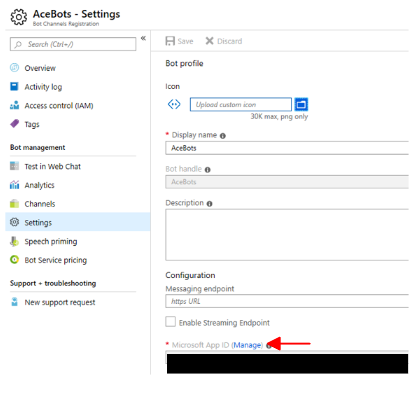 AceBots - Settings
Bot Channels Registration
Search (Ctrl+/)
«
Overview
Activity log
Access control (IAM)
Tags
Bot management
Test in Web Chat
Analytics
Channels
Settings
Speech priming
Bot Service pricing
Support + troubleshooting
New support request
Save Discard
Bot profile
Icon
Upload custom icon
30K max, png only
* Display name
AceBots
Bot handle
AceBots
Description
Configuration
Messaging endpoint
https URL
Enable Streaming Endpoint
* Microsoft App ID (Manage)